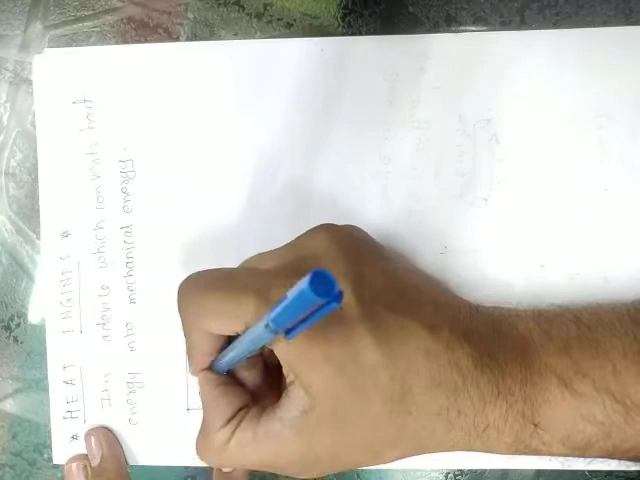 * HEAT ENGINES *
It is a device which converts heat
energy into mechanical energy.